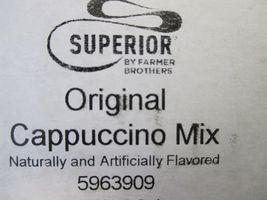 SUPERIOR
BY FARMER
BROTHERS
Original
Cappuccino Mix
Naturally and Artificially Flavored
5963909